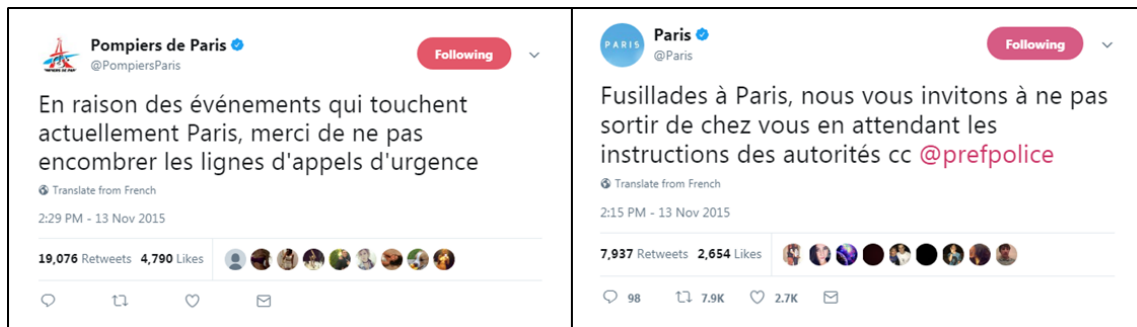 Pompiers de Paris
@PompiersParis
Following
En raison des événements qui touchent
actuellement Paris, merci de ne pas
encombrer les lignes d'appels d'urgence
Translate from French
2:29 PM - 13 Nov 2015
19,076 Retweets 4,790 Likes
PARIS
Paris
@Paris
Following
Fusillades à Paris, nous vous invitons à ne pas
sortir de chez vous en attendant les
instructions des autorités cc @prefpolice
Translate from French
2:15 PM - 13 Nov 2015
7,937 Retweets 2,654 Likes
98 7.9K 2.7K